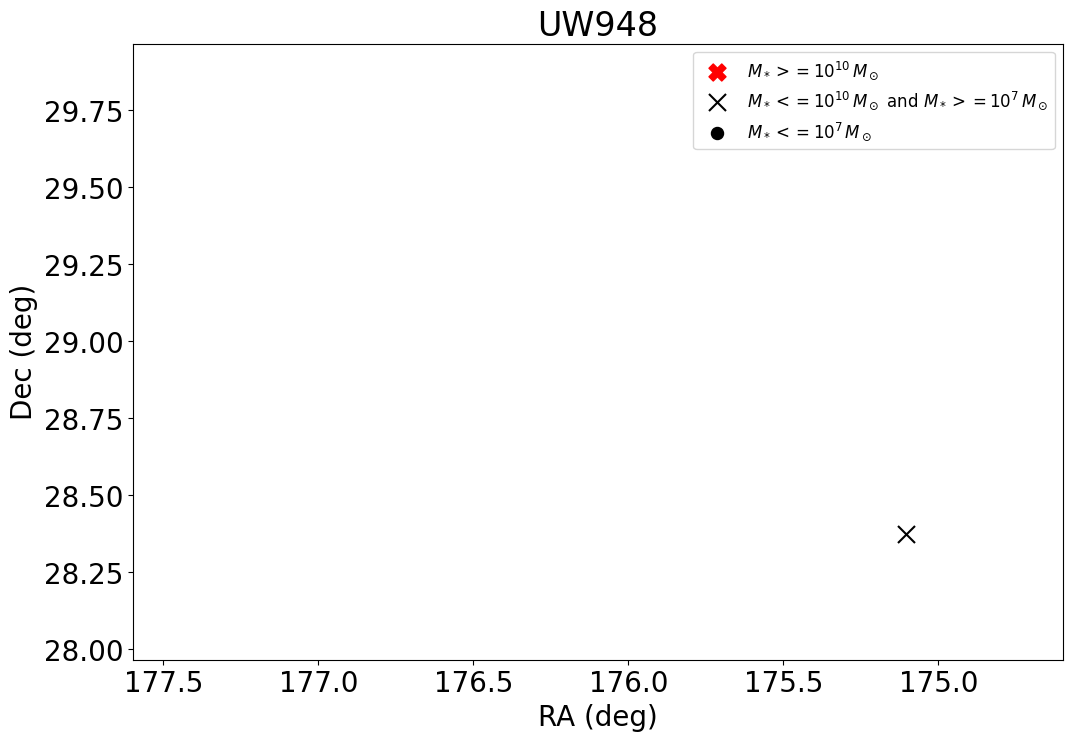 UW948
M* >= 10^10 M⊙
M* <= 10^10 M⊙ and M* >= 10^7 M⊙
M* <= 10^7 M⊙
29.75
29.50
29.25
29.00
28.75
28.50
28.25
28.00
Dec (deg)
177.5 177.0 176.5 176.0 175.5 175.0
RA (deg)